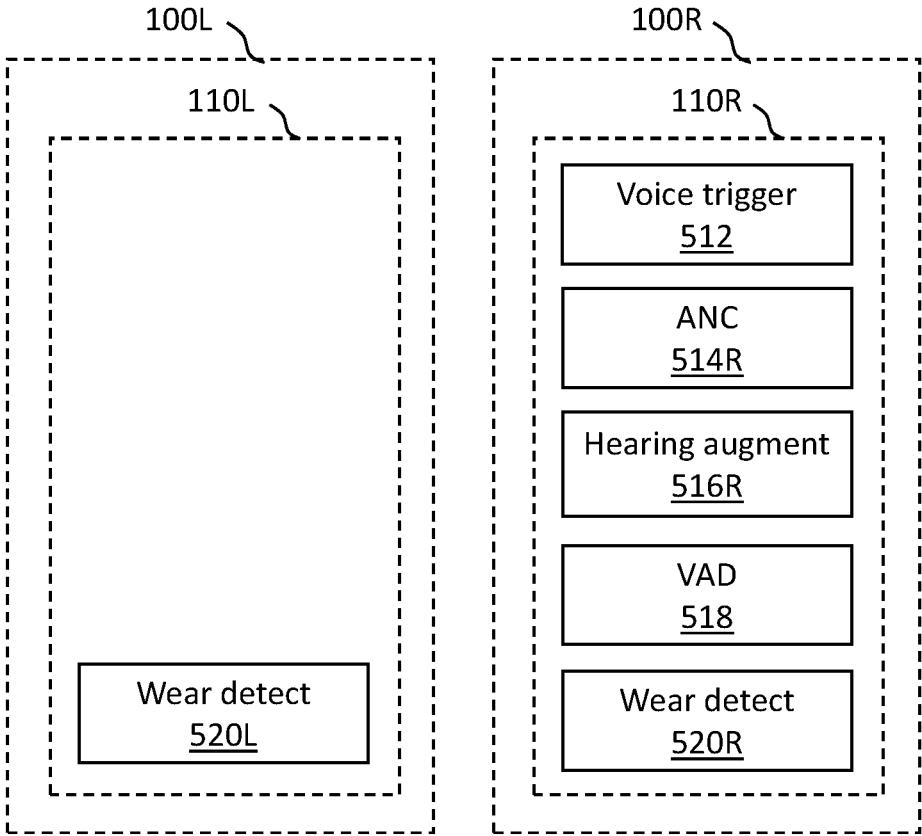 100L
110L
Wear detect
520L
100R
110R
Voice trigger
512
ANC
514R
Hearing augment
516R
VAD
518
Wear detect
520R